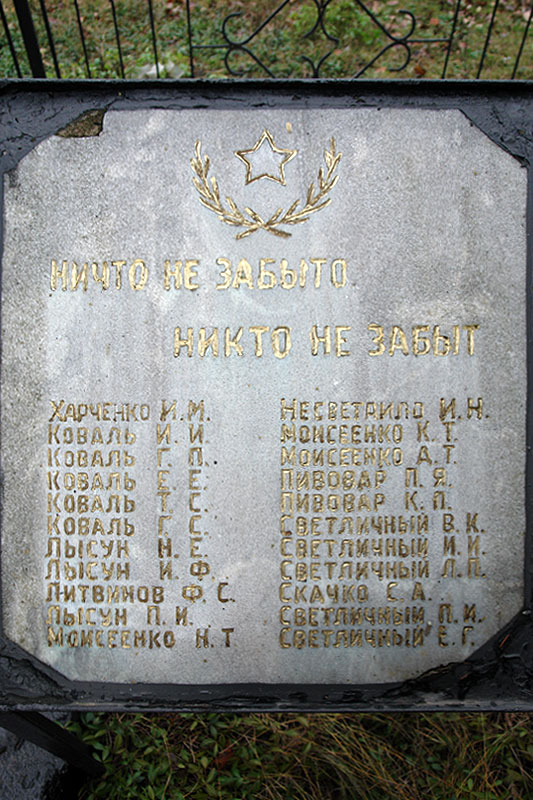 НИЧТО НЕ ЗАБЫТО
НИКТО НЕ ЗАБЫТ
ХАРЧЕНКО И. М.
КОВАЛЬ И. И.
КОВАЛЬ Г. П.
КОВАЛЬ Е. Е.
КОВАЛЬ Т. С.
КОВАЛЬ Г. С.
ЛЫСУН Н. Е.
ЛЫСУН И. Ф.
ЛИТВИНОВ Ф. С.
ЛЫСУН П. И.
МОИСЕЕНКО Н. Т
НЕСВЕТАЙЛО И. Н.
МОИСЕЕНКО К. Т.
МОИСЕЕНКО Д. Т.
ПИВОВАР П. Я.
ПИВОВАР К. П.
СВЕТЛИЧНЫЙ В. К.
СВЕТЛИЧНЫЙ И. И.
СВЕТЛИЧНЫЙ Л. П.
СКАЧКО С. А.
СВЕТЛИЧНЫЙ П. И.
СВЕТЛИЧНЫЙ Е. Г.